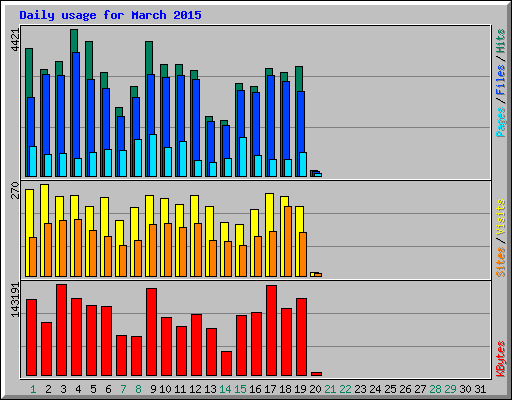 Daily usage for March 2015
4421
Pages/Files/Hits
270
Sites/Visits
143191
KBytes
1 2 3 4 5 6 7 8 9 10 11 12 13 14 15 16 17 18 19 20 21 22 23 24 25 26 27 28 29 30 31